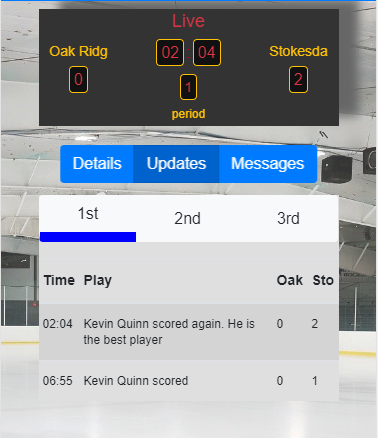 Live
Oak Ridg 02 04 Stokesda
0 1 2
period
Details Updates Messages
1st 2nd 3rd
Time Play Oak Sto
02:04 Kevin Quinn scored again. He is 0 2
the best player
06:55 Kevin Quinn scored 0 1